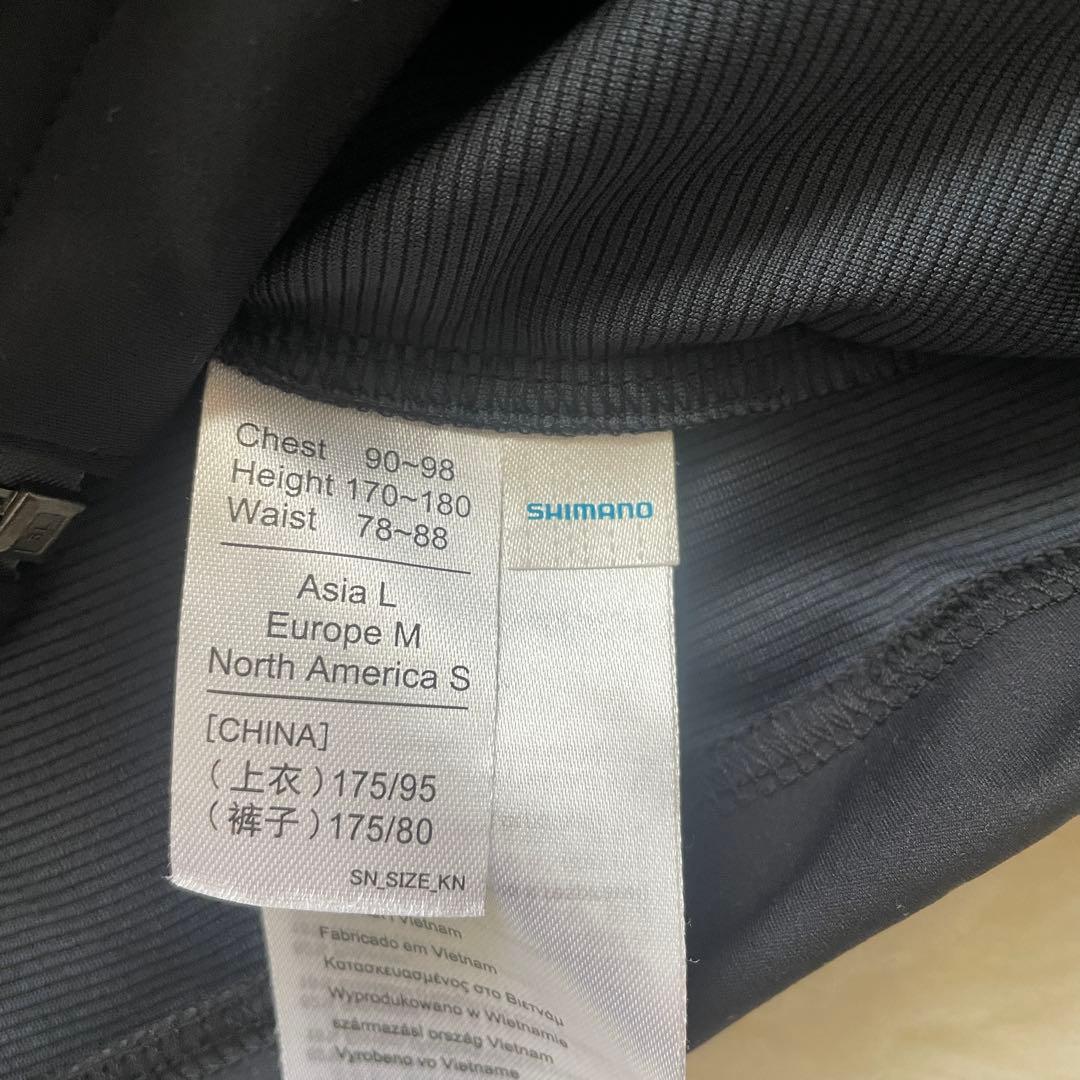 Chest 90~98
Height 170~180
Waist 78~88
Asia L
Europe M
North America S
[CHINA]
(上衣)175/95
(裤子)175/80
SN_SIZE_KN
SHIMANO
Vietnam
Fabricado em Vietnam
Κατασκευασμένος στο Βιετνάμ
Wyprodukowano w Wietnamie
származási ország Vietnam
Vyrobeno vo Vietname